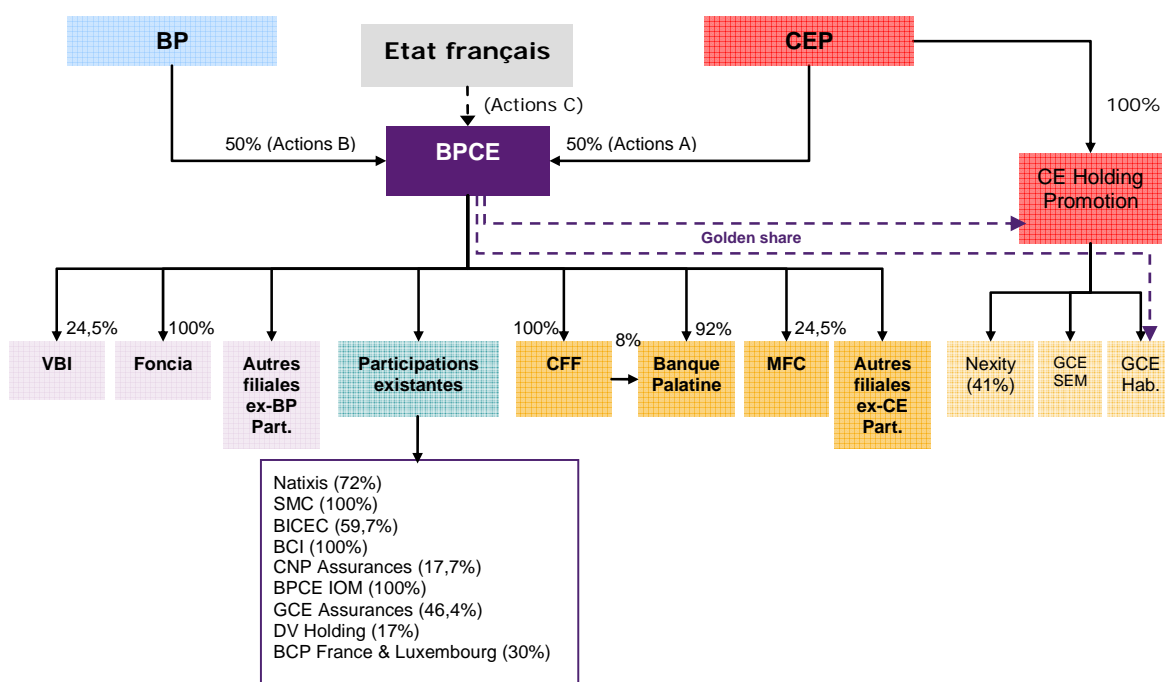 BP
Etat français
CEP
(Actions C)
100%
50% (Actions B)
BPCE
50% (Actions A)
CE Holding
Promotion
Golden share
24,5%
100%
100%
8%
92%
24,5%
VBI
Foncia
Autres
filiales
ex-BP
Part.
Participations
existantes
CFF
Banque
Palatine
MFC
Autres
filiales
ex-CE
Part.
Nexity
(41%)
GCE
SEM
GCE
Hab.
Natixis (72%)
SMC (100%)
BICEC (59,7%)
BCI (100%)
CNP Assurances (17,7%)
BPCE IOM (100%)
GCE Assurances (46,4%)
DV Holding (17%)
BCP France & Luxembourg (30%)